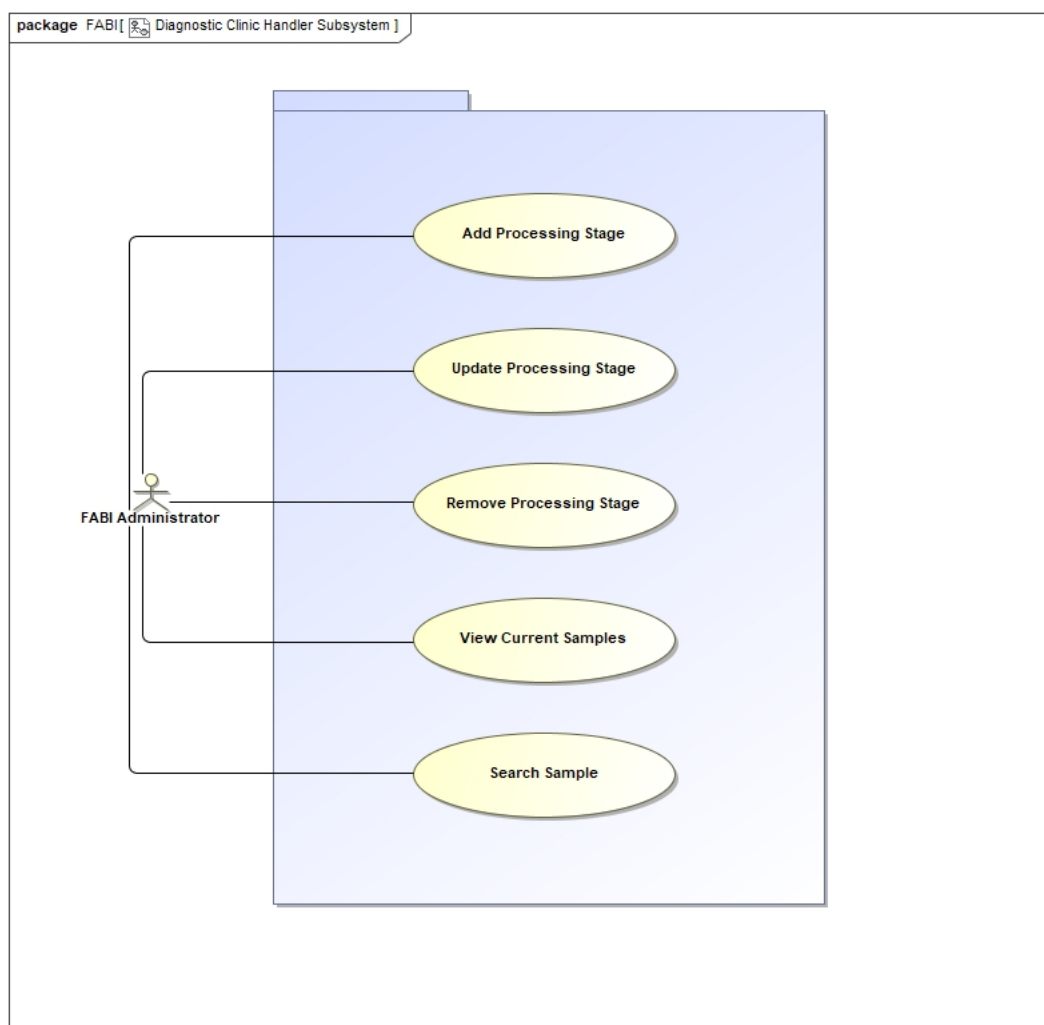 package FABI[ Diagnostic Clinic Handler Subsystem ]
Add Processing Stage
Update Processing Stage
Remove Processing Stage
FABI Administrator
View Current Samples
Search Sample